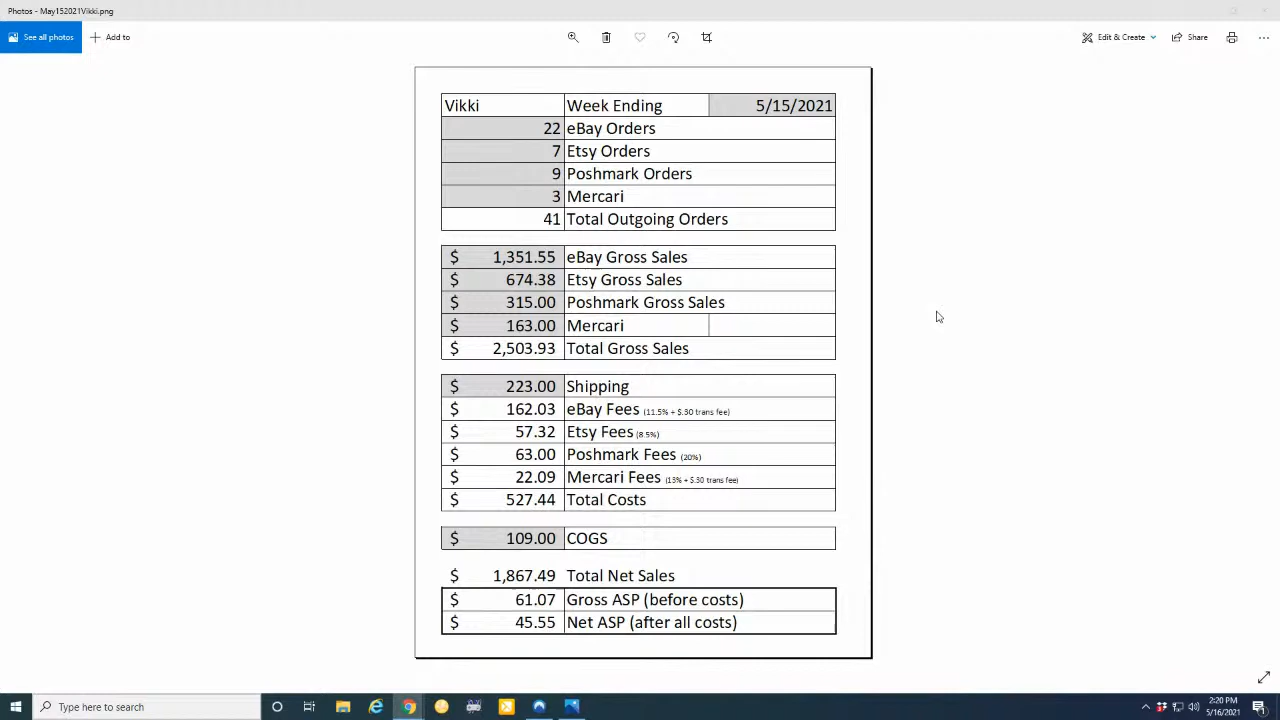 Photos - May152021Vikki.png
See all photos
Add to
Edit & Create
Share
Vikki Week Ending 5/15/2021
22 eBay Orders
7 Etsy Orders
9 Poshmark Orders
3 Mercari
41 Total Outgoing Orders
$ 1,351.55 eBay Gross Sales
$ 674.38 Etsy Gross Sales
$ 315.00 Poshmark Gross Sales
$ 163.00 Mercari
$ 2,503.93 Total Gross Sales
$ 223.00 Shipping
$ 162.03 eBay Fees (11.5% + $.30 trans fee)
$ 57.32 Etsy Fees (8.5%)
$ 63.00 Poshmark Fees (20%)
$ 22.09 Mercari Fees (13% + $.30 trans fee)
$ 527.44 Total Costs
$ 109.00 COGS
$ 1,867.49 Total Net Sales
$ 61.07 Gross ASP (before costs)
$ 45.55 Net ASP (after all costs)
Type here to search
2:20 PM
5/16/2021